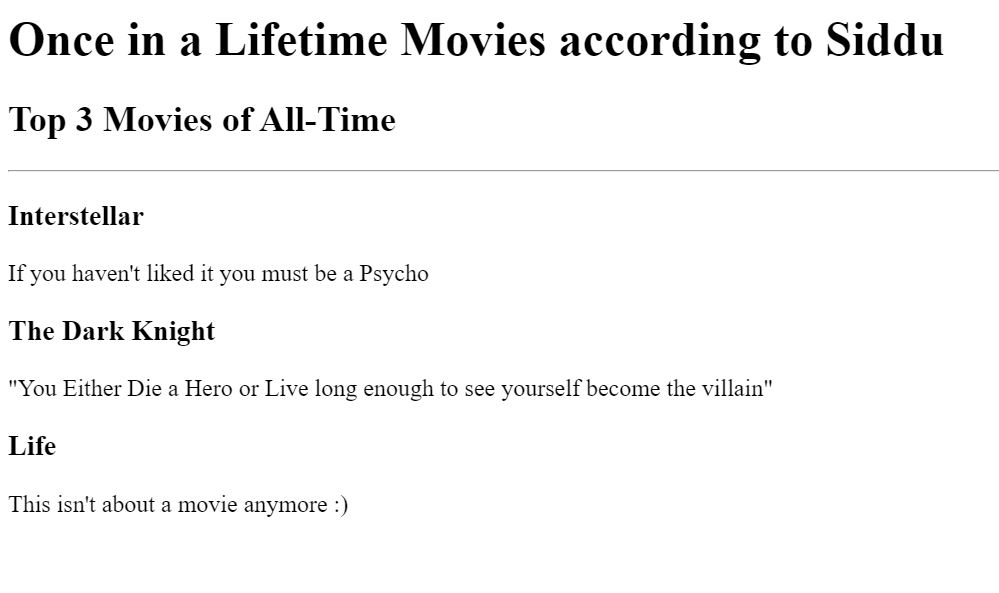 Once in a Lifetime Movies according to Siddu
Top 3 Movies of All-Time
Interstellar
If you haven't liked it you must be a Psycho
The Dark Knight
"You Either Die a Hero or Live long enough to see yourself become the villain"
Life
This isn't about a movie anymore :)